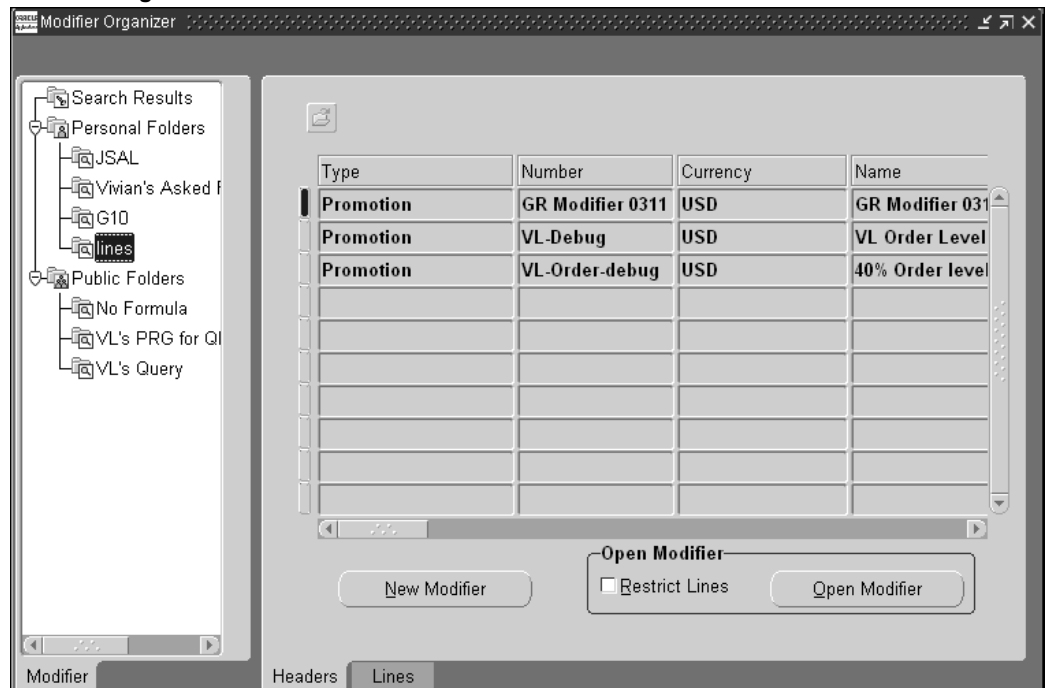 Modifier Organizer
Search Results
Personal Folders
JSAL
Vivian's Asked
G10
lines
Public Folders
No Formula
VL's PRG for
VL's Query
Modifier
Type Number Currency Name
Promotion GR Modifier 0311 USD GR Modifier 031
Promotion VL-Debug USD VL Order Level
Promotion VL-Order-debug USD 40% Order level
New Modifier
Open Modifier
Restrict Lines
Open Modifier
Headers Lines